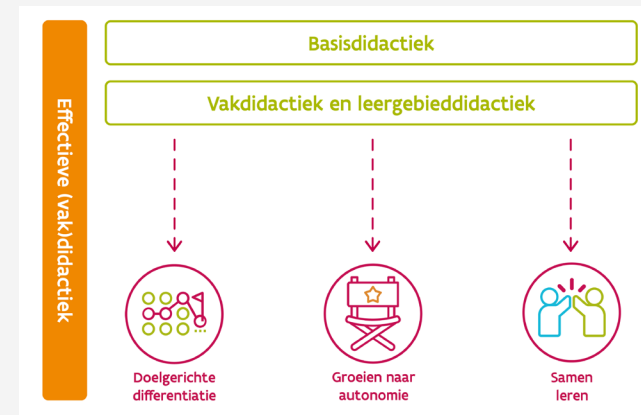 Effectieve (vak)didactiek
Basisdidactiek
Vakdidactiek en leergebieddidactiek
Doelgerichte
differentiatie
Groeien naar
autonomie
Samen
leren